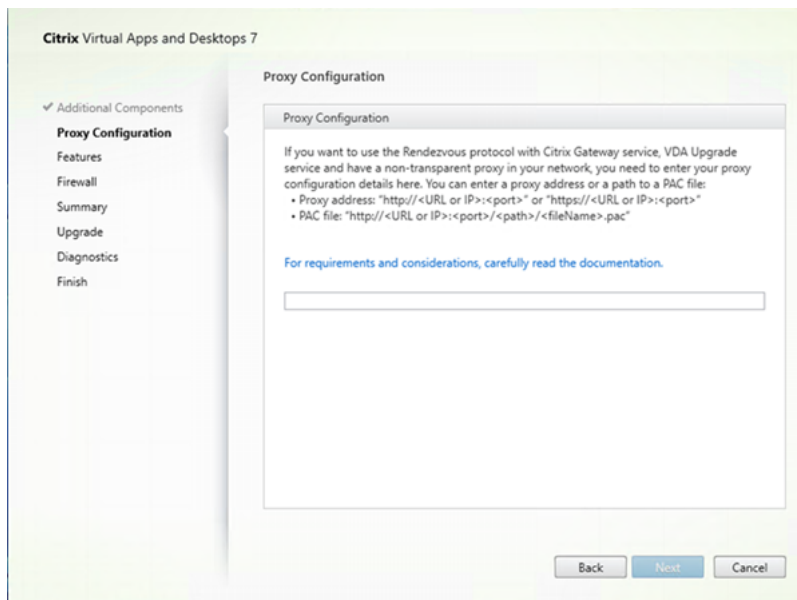 Citrix Virtual Apps and Desktops 7
✔ Additional Components
Proxy Configuration
Features
Firewall
Summary
Upgrade
Diagnostics
Finish
Proxy Configuration
Proxy Configuration
If you want to use the Rendezvous protocol with Citrix Gateway service, VDA Upgrade
service and have a non-transparent proxy in your network, you need to enter your proxy
configuration details here. You can enter a proxy address or a path to a PAC file:
• Proxy address: "http://<URL or IP>:<port>" or "https://<URL or IP>:<port>"
• PAC file: "http://<URL or IP>:<port>/<path>/<fileName>.pac"
For requirements and considerations, carefully read the documentation.
Back
Next
Cancel